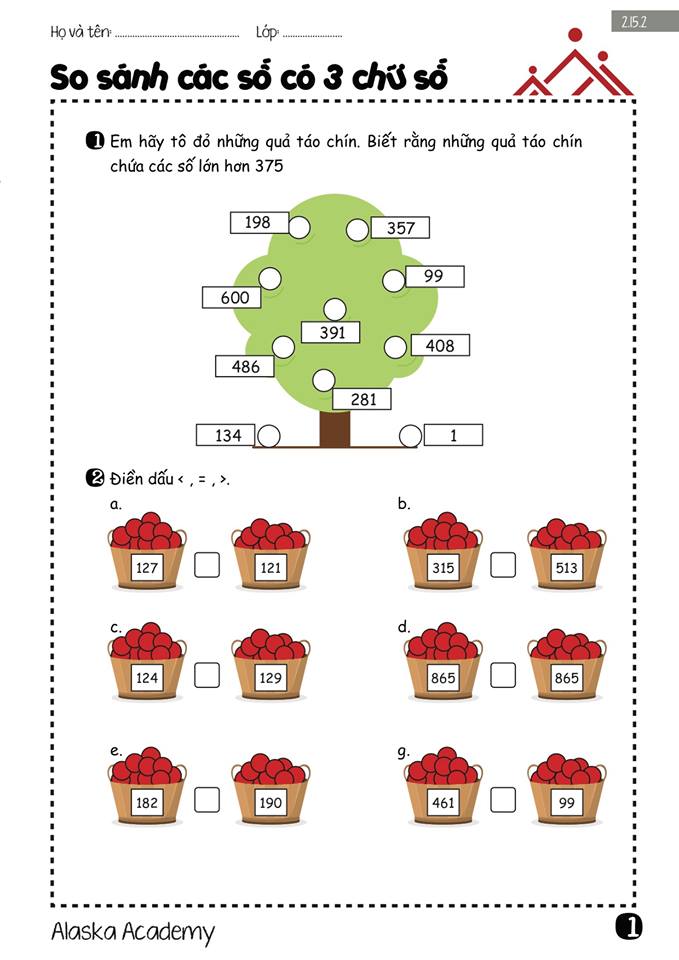 2.15.2
Họ và tên: ........................................ Lớp: ...................
So sánh các số có 3 chữ số
1 Em hãy tô đỏ những quả táo chín. Biết rằng những quả táo chín
chứa các số lớn hơn 375
198 357
600 99
391
486 408
281
134 1
2 Điền dấu < , = , >.
a. b.
127 121 315 513
c. d.
124 129 865 865
e. g.
182 190 461 99
Alaska Academy 1